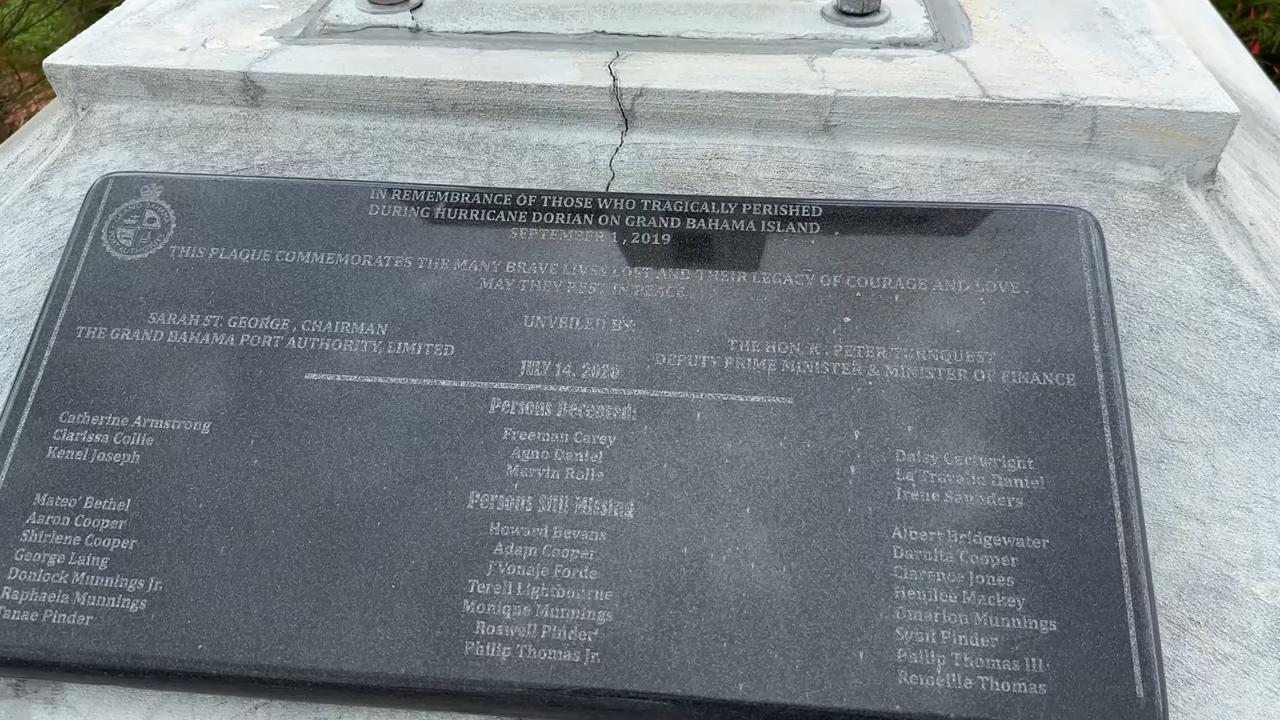 IN REMEMBRANCE OF THOSE WHO TRAGICALLY PERISHED
DURING HURRICANE DORIAN ON GRAND BAHAMA ISLAND
SEPTEMBER 1, 2019
THIS PLAQUE COMMEMORATES THE MANY BRAVE LIVES LOST AND THEIR LEGACY OF COURAGE AND LOVE.
MAY THEY REST IN PEACE.
UNVEILED BY:
SARAH ST. GEORGE, CHAIRMAN
THE GRAND BAHAMA PORT AUTHORITY, LIMITED
THE HON. K. PETER TURNQUEST
DEPUTY PRIME MINISTER & MINISTER OF FINANCE
JULY 14, 2020
Persons Deceased:
Catherine Armstrong
Clarissa Collie
Kenel Joseph
Freeman Carey
Agno Daniel
Marvin Rolle
Daisy Cartwright
La'Travelo Daniel
Irene Saunders
Persons Still Missing
Mateo' Bethel
Aaron Cooper
Shirlene Cooper
George Laing
Donlock Munnings Jr.
Raphaela Munnings
Tanae Pinder
Howard Bevans
Adam Cooper
J'Vonaje Forde
Terell Lightbourne
Monique Munnings
Roswell Pinder
Philip Thomas Jr.
Albert Bridgewater
Darnita Cooper
Clarence Jones
Henilee Mackey
Omarion Munnings
Sybil Pinder
Philip Thomas III
Remeilie Thomas